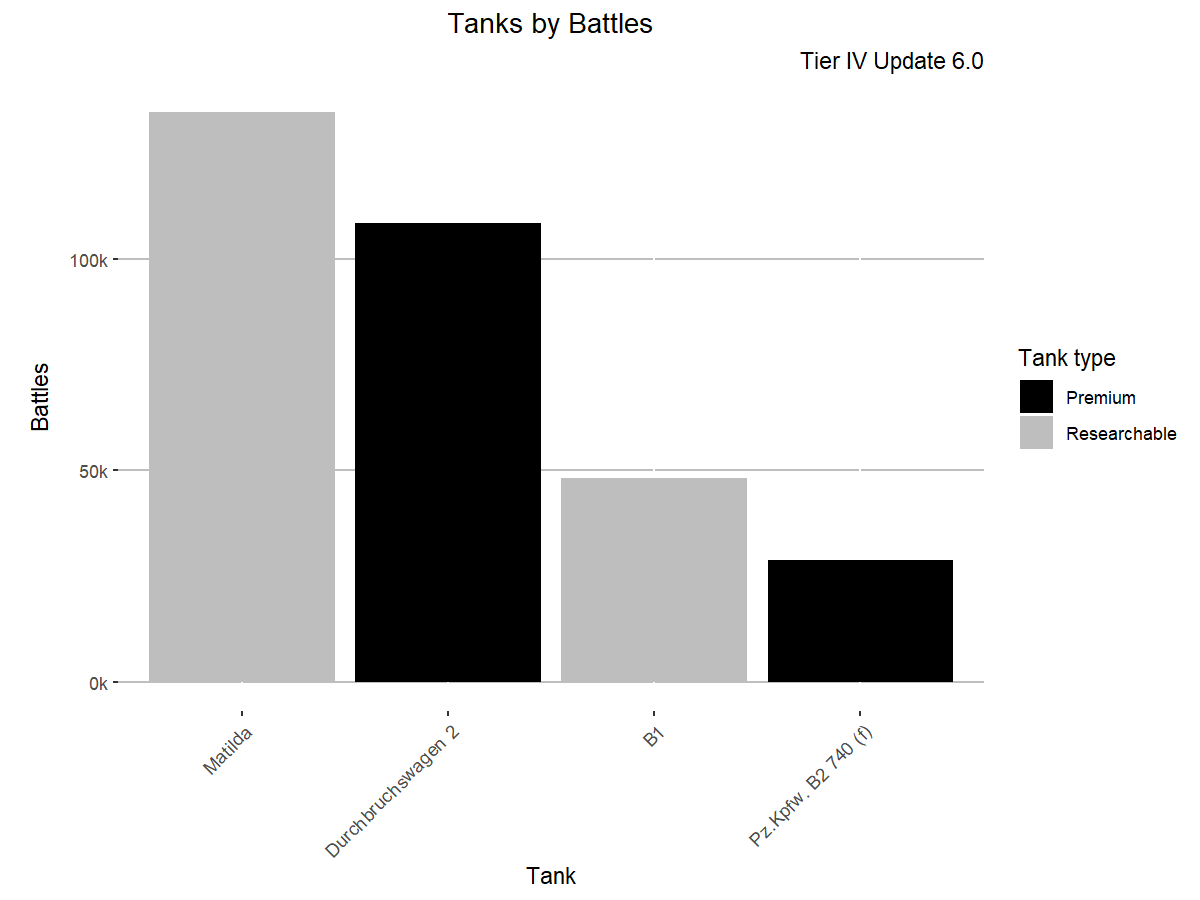 Tanks by Battles
Tier IV Update 6.0
Battles
100k
50k
0k
Matilda
Durchbruchswagen 2
B1
Pz.Kpfw. B2 740 (f)
Tank
Tank type
Premium
Researchable